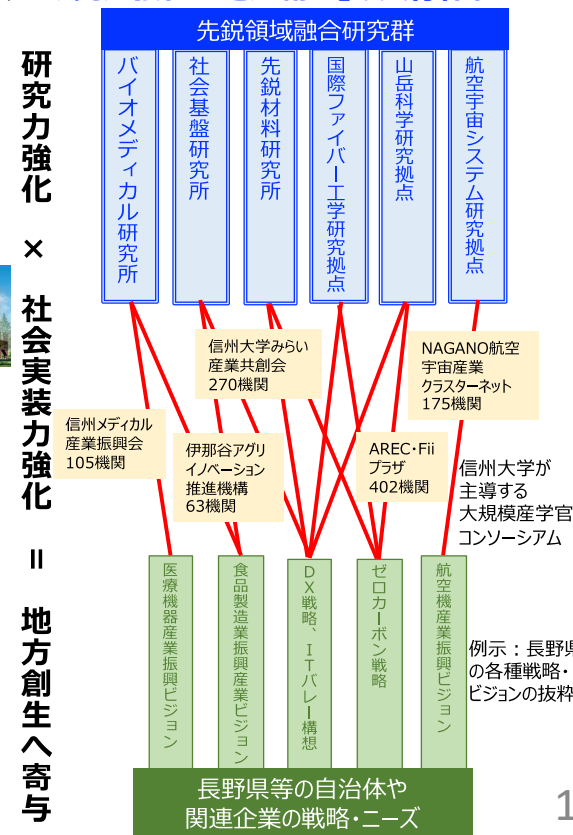 先鋭領域融合研究群
研究力強化 × 社会実装力強化 = 地方創生へ寄与
バイオメディカル研究所
社会基盤研究所
先鋭材料研究所
国際ファイバー工学研究拠点
山岳科学研究拠点
航空宇宙システム研究拠点
信州大学みらい
産業共創会
270機関
NAGANO航空
宇宙産業
クラスターネット
175機関
信州メディカル
産業振興会
105機関
伊那谷アグリ
イノベーション
推進機構
63機関
AREC・Fii
プラザ
402機関
信州大学が
主導する
大規模産学官
コンソーシアム
医療機器産業振興ビジョン
食品製造業振興産業ビジョン
DX戦略、ITバレー構想
ゼロカーボン戦略
航空機産業振興ビジョン
例示：長野県
の各種戦略・
ビジョンの抜粋
長野県等の自治体や
関連企業の戦略・ニーズ
1